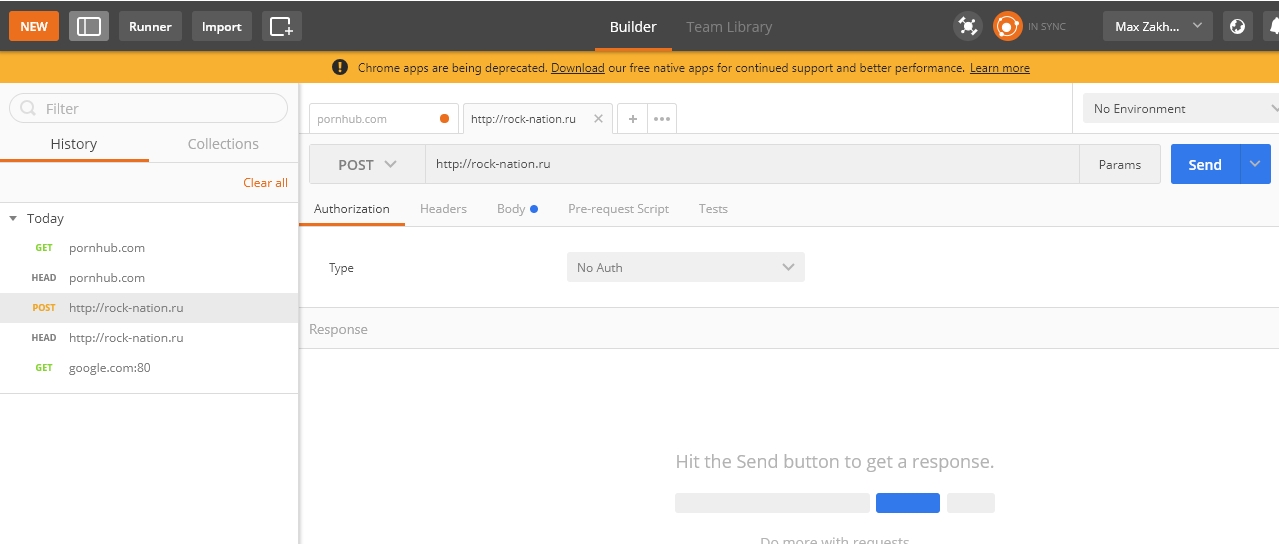 NEW Runner Import Builder Team Library IN SYNC Max Zakh...
Chrome apps are being deprecated. Download our free native apps for continued support and better performance. Learn more
Filter
pornhub.com http://rock-nation.ru No Environment
History Collections
POST http://rock-nation.ru Params Send
Clear all
Authorization Headers Body Pre-request Script Tests
Today
GET pornhub.com
HEAD pornhub.com
Type No Auth
POST http://rock-nation.ru
Response
HEAD http://rock-nation.ru
GET google.com:80
Hit the Send button to get a response.
Do more with requests